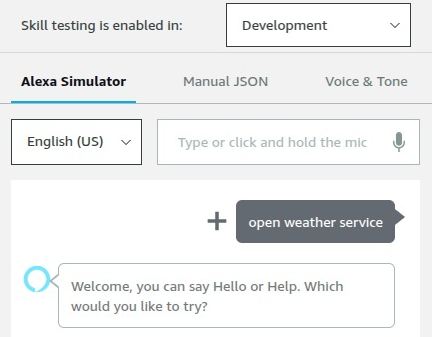 Skill testing is enabled in: Development
Alexa Simulator Manual JSON Voice & Tone
English (US) Type or click and hold the mic
open weather service
Welcome, you can say Hello or Help. Which
would you like to try?